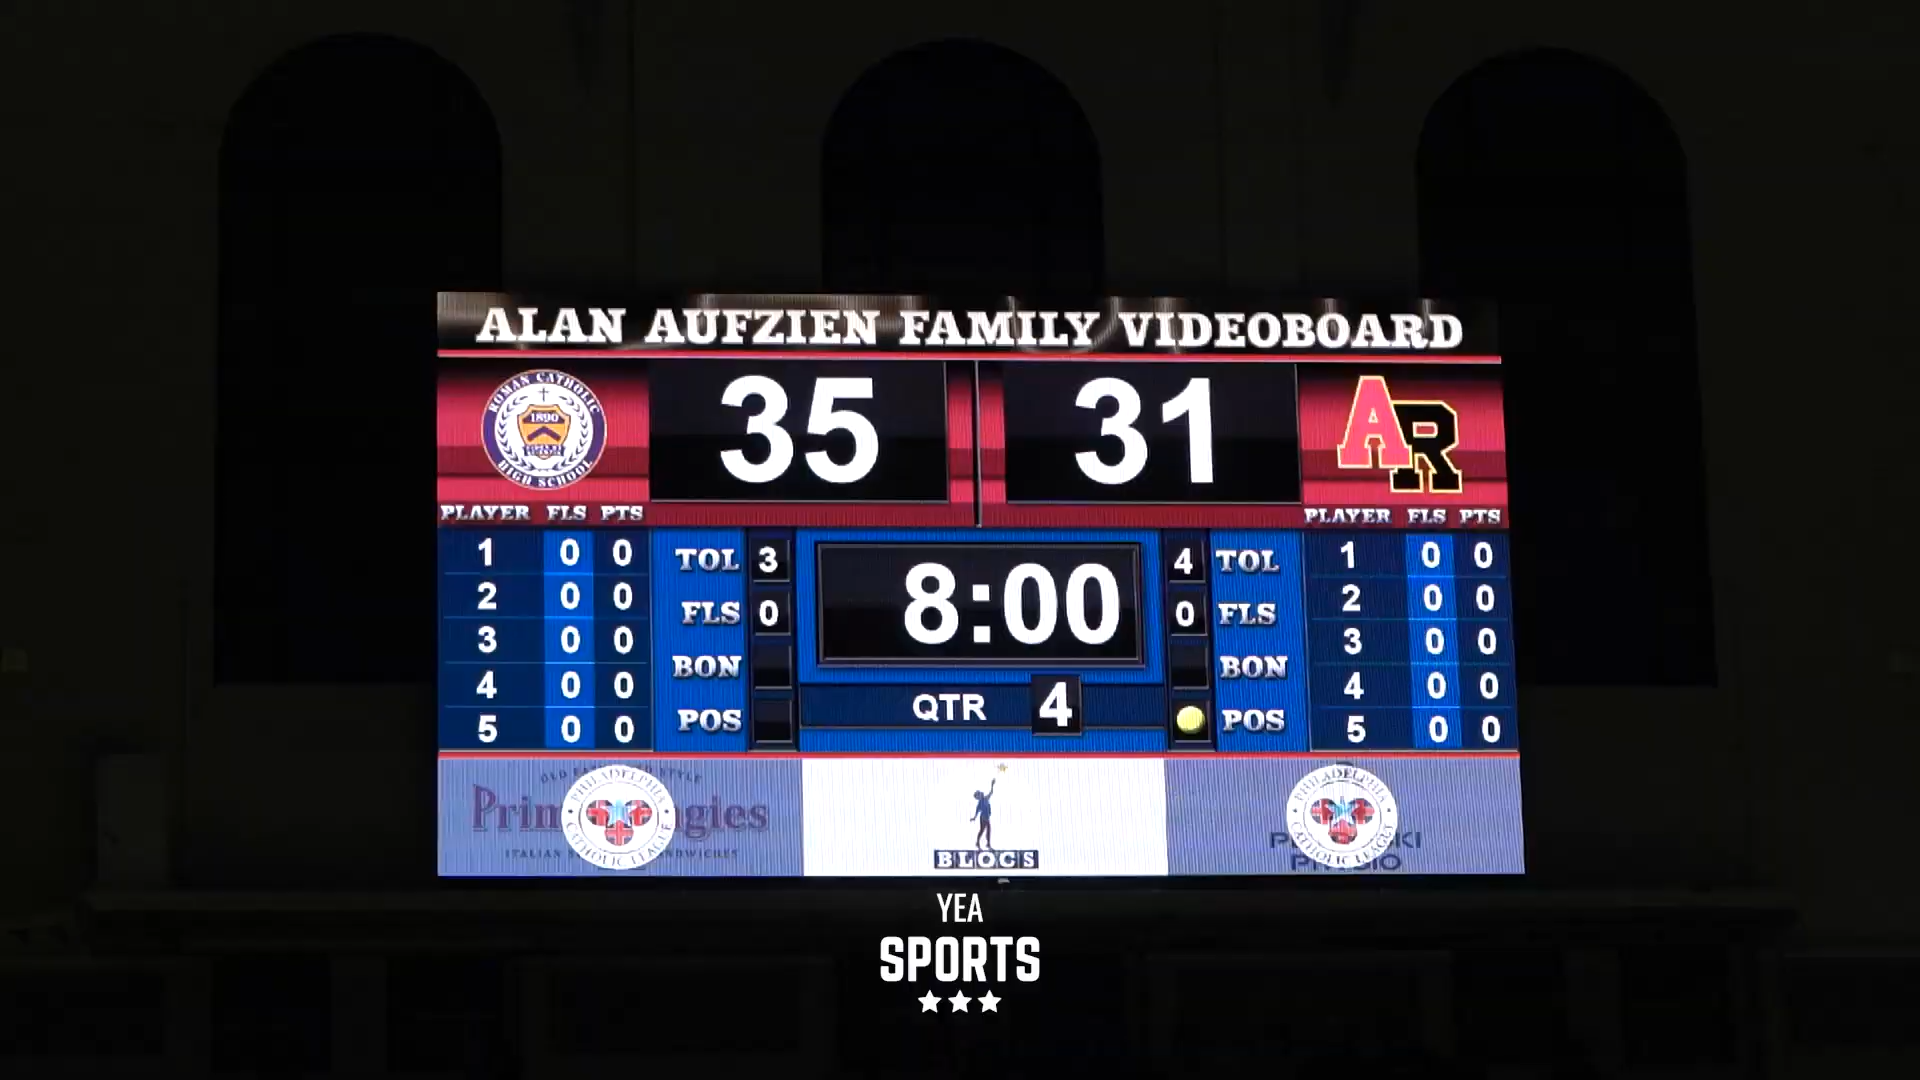 ALAN AUFZIEN FAMILY VIDEOBOARD
ROMAN CATHOLIC
1890
HIGH SCHOOL
35
31
AR
PLAYER FLS PTS
PLAYER FLS PTS
1 0 0
2 0 0
3 0 0
4 0 0
5 0 0
TOL 3
FLS 0
BON
POS
8:00
QTR 4
4 TOL
0 FLS
BON
POS
1 0 0
2 0 0
3 0 0
4 0 0
5 0 0
PHILADELPHIA
CATHOLIC LEAGUE
ITALIAN
BLOCS
PHILADELPHIA
CATHOLIC LEAGUE
YEA
SPORTS